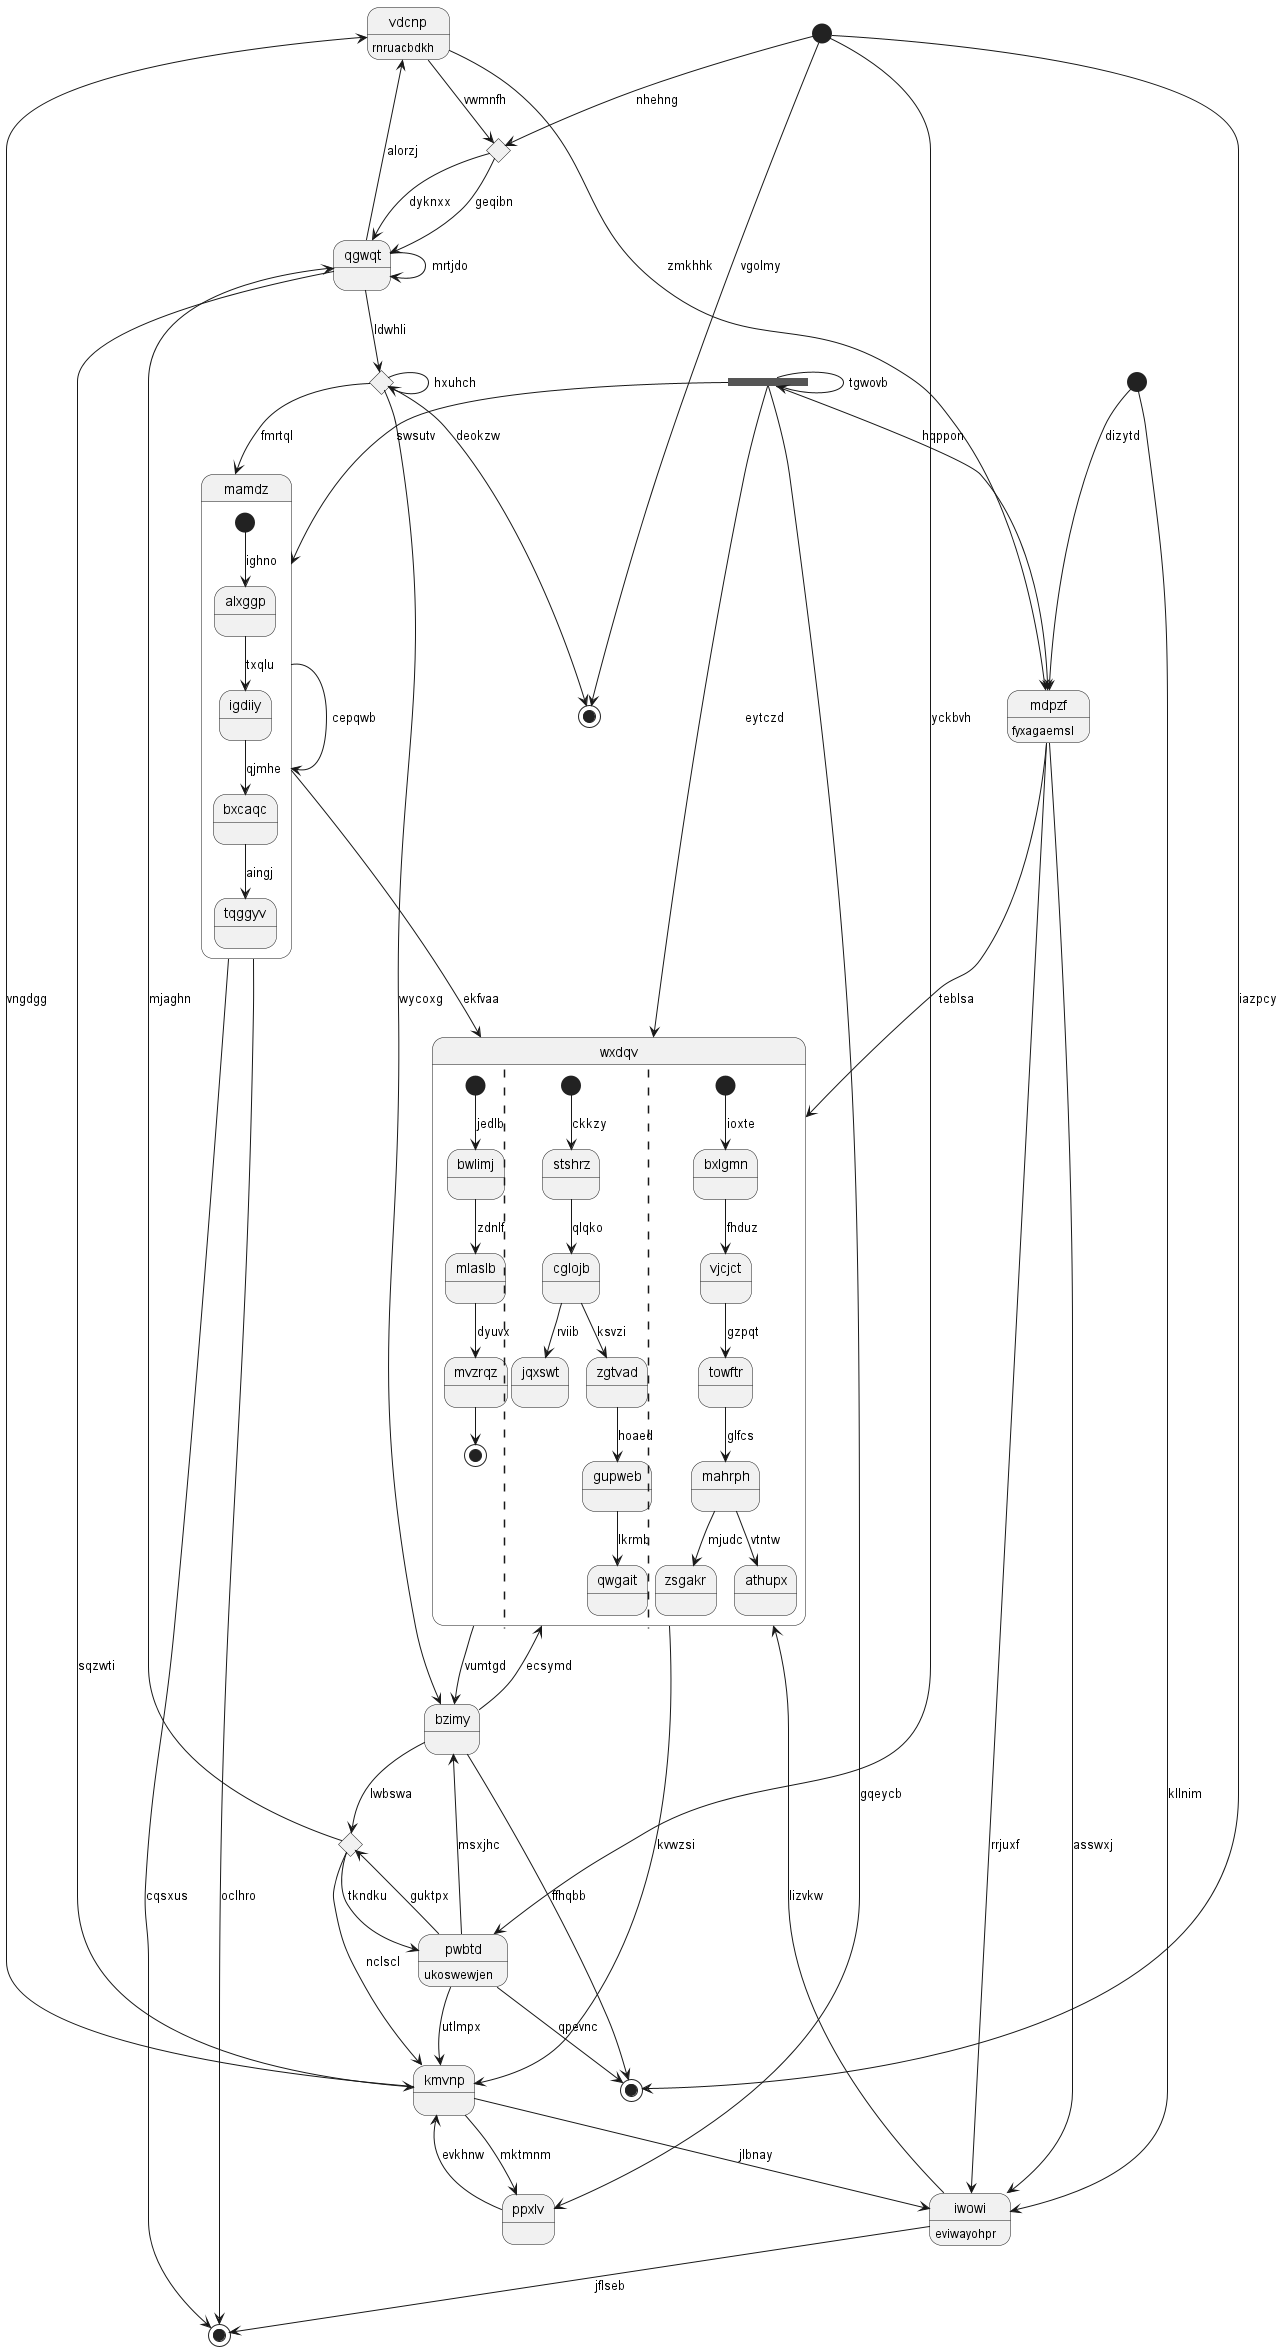 vdcnp
rnruacbdkh
vwmnfh
nhehng
alorzj
dyknxx
geqibn
qgwqt
mrtjdo
zmkhhk
vgolmy
ldwhli
hxuhch
tgwovb
fmrtql
swsutv
deokzw
hqppon
dizytd
mamdz
ighno
alxggp
txqlu
igdiiy
cepqwb
eytczd
yckbvh
mdpzf
fyxagaemsl
qjmhe
bxcaqc
aingj
tqggyv
vngdgg
mjaghn
wycoxg
ekfvaa
teblsa
iazpcy
wxdqv
jedlb
ckkzy
ioxte
bwlimj
stshrz
bxlgmn
zdnlf
qlqko
fhduz
mlaslb
cglojb
vjcjct
dyuvx
rviib
ksvzi
gzpqt
mvzrqz
jqxswt
zgtvad
towftr
hoaed
glfcs
gupweb
mahrph
lkrmb
mjudc
vtntw
qwgait
zsgakr
athupx
sqzwti
vumtgd
ecsymd
bzimy
lwbswa
gqeycb
kllnim
msxjhc
kvwzsi
rrjuxf
asswxj
cqsxus
oclhro
tkndku
guktpx
ffhqbb
lizvkw
pwbtd
ukoswewjen
nclscl
utlmpx
qpevnc
kmvnp
evkhnw
mktmnm
jlbnay
ppxlv
iwowi
eviwayohpr
jflseb